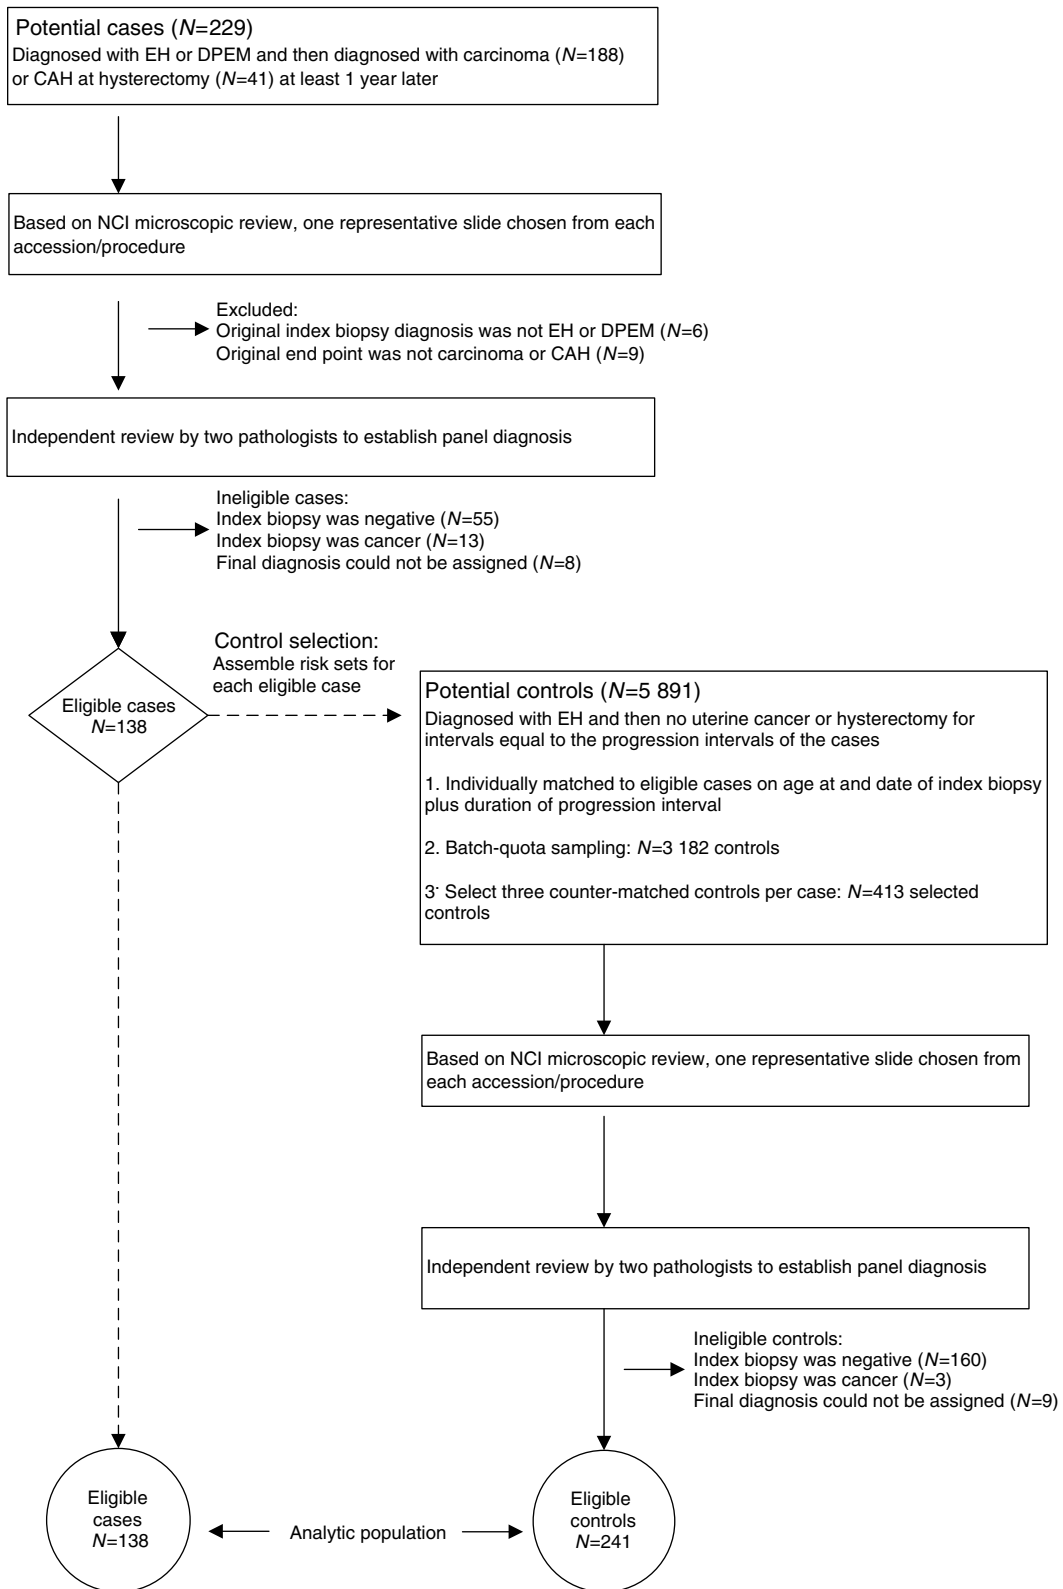 Potential cases (N=229)
Diagnosed with EH or DPEM and then diagnosed with carcinoma (N=188)
or CAH at hysterectomy (N=41) at least 1 year later
Based on NCI microscopic review, one representative slide chosen from each
accession/procedure
Excluded:
Original index biopsy diagnosis was not EH or DPEM (N=6)
Original end point was not carcinoma or CAH (N=9)
Independent review by two pathologists to establish panel diagnosis
Ineligible cases:
Index biopsy was negative (N=55)
Index biopsy was cancer (N=13)
Final diagnosis could not be assigned (N=8)
Control selection:
Assemble risk sets for
each eligible case
Eligible cases
N=138
Potential controls (N=5 891)
Diagnosed with EH and then no uterine cancer or hysterectomy for
intervals equal to the progression intervals of the cases
1. Individually matched to eligible cases on age at and date of index biopsy
plus duration of progression interval
2. Batch-quota sampling: N=3 182 controls
3· Select three counter-matched controls per case: N=413 selected
controls
Based on NCI microscopic review, one representative slide chosen from
each accession/procedure
Independent review by two pathologists to establish panel diagnosis
Ineligible controls:
Index biopsy was negative (N=160)
Index biopsy was cancer (N=3)
Final diagnosis could not be assigned (N=9)
Eligible
cases
N=138
Analytic population
Eligible
controls
N=241